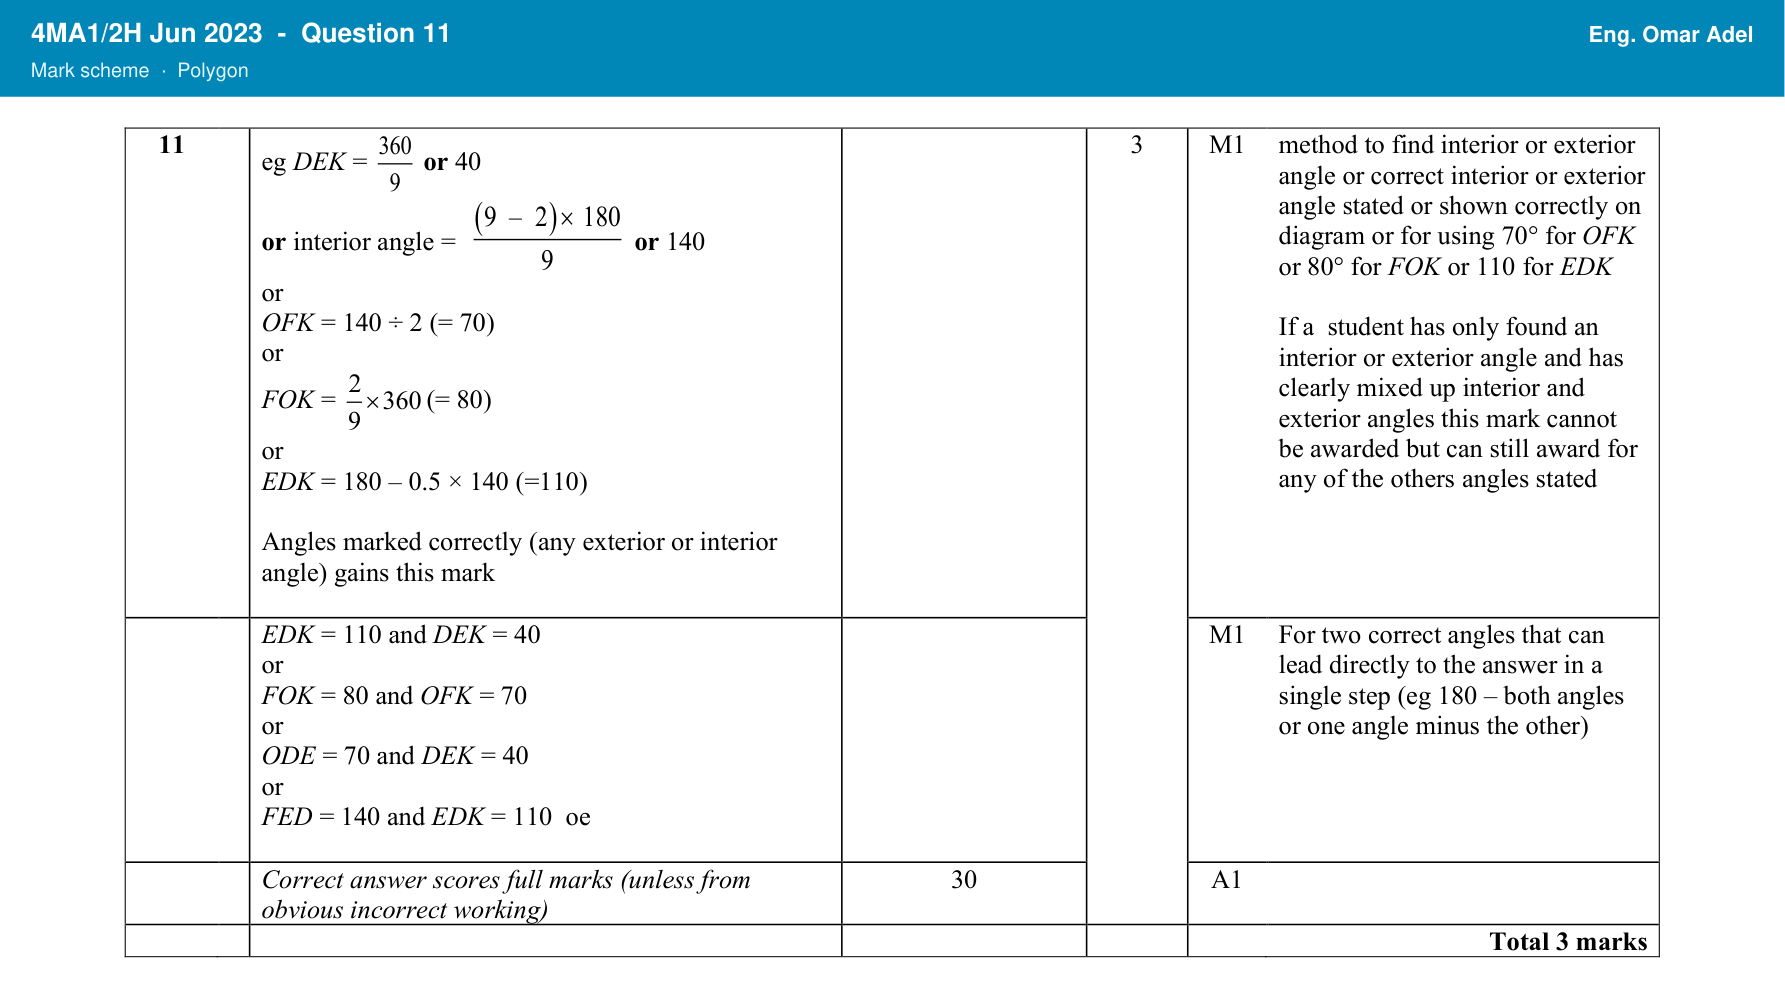 4MA1/2H Jun 2023 - Question 11
Eng. Omar Adel
Mark scheme · Polygon
11
eg DEK = 360/9 or 40
or interior angle = (9 – 2)× 180/9 or 140
or
OFK = 140 ÷ 2 (= 70)
or
FOK = 2/9 ×360 (= 80)
or
EDK = 180 – 0.5 × 140 (=110)
Angles marked correctly (any exterior or interior
angle) gains this mark
3
M1
method to find interior or exterior
angle or correct interior or exterior
angle stated or shown correctly on
diagram or for using 70° for OFK
or 80° for FOK or 110 for EDK
If a student has only found an
interior or exterior angle and has
clearly mixed up interior and
exterior angles this mark cannot
be awarded but can still award for
any of the others angles stated
EDK = 110 and DEK = 40
or
FOK = 80 and OFK = 70
or
ODE = 70 and DEK = 40
or
FED = 140 and EDK = 110 oe
M1
For two correct angles that can
lead directly to the answer in a
single step (eg 180 – both angles
or one angle minus the other)
Correct answer scores full marks (unless from
obvious incorrect working)
30
A1
Total 3 marks